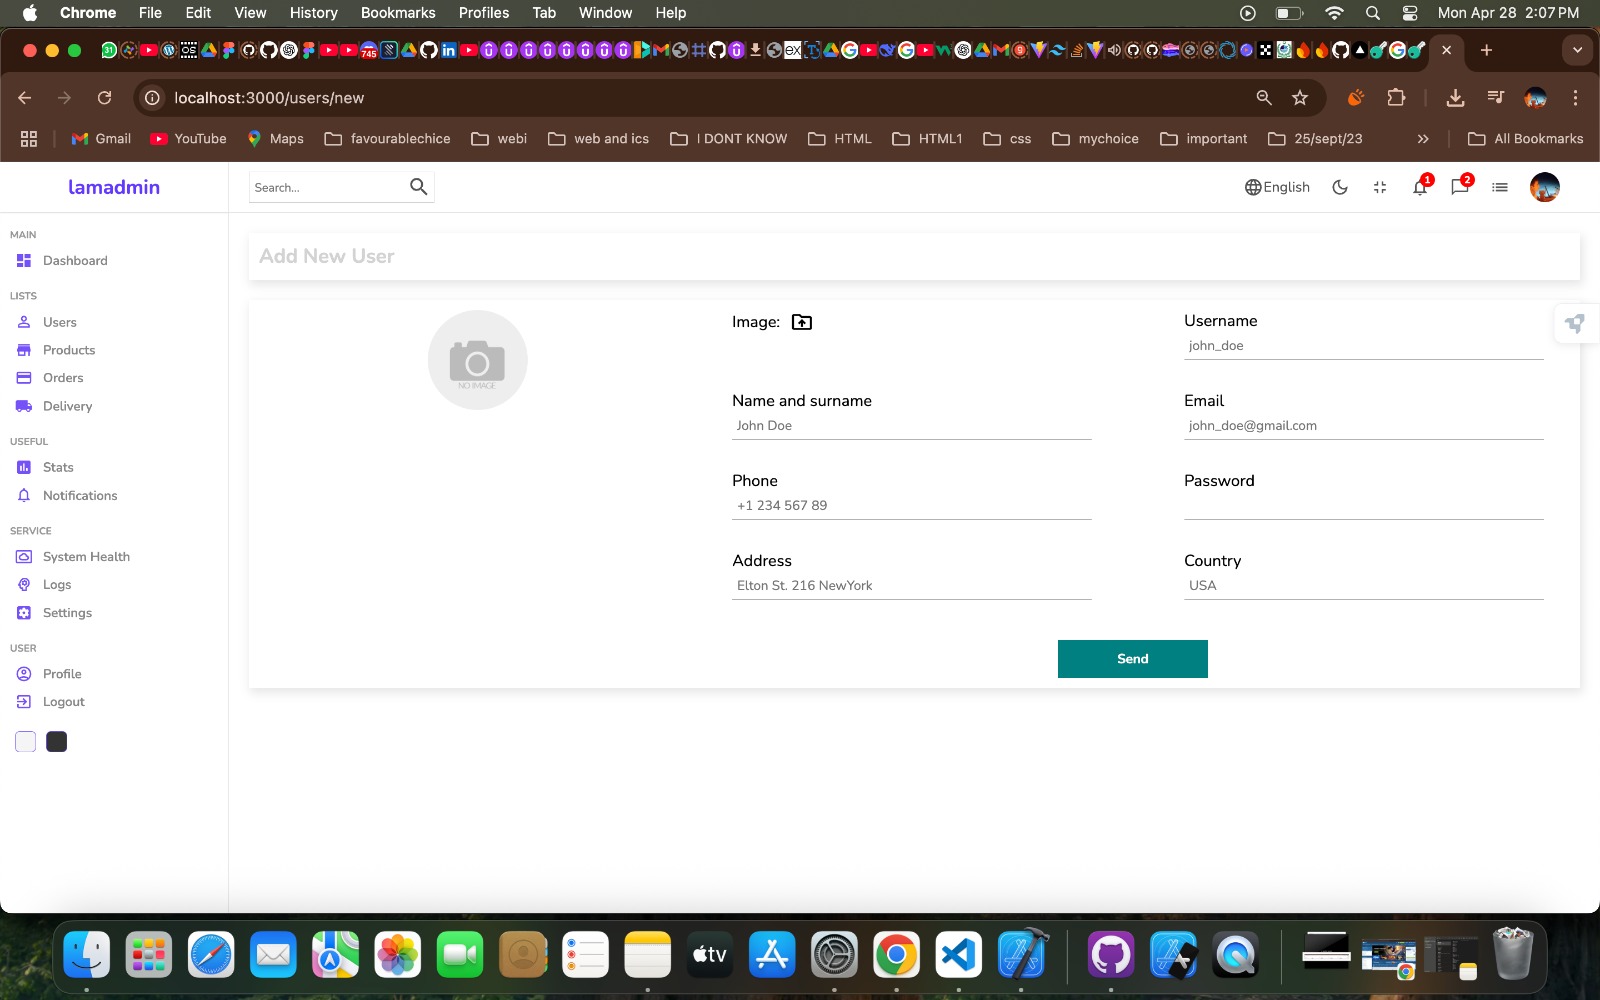 Chrome File Edit View History Bookmarks Profiles Tab Window Help Mon Apr 28 2:07 PM
localhost:3000/users/new
Gmail YouTube Maps favourablechice webi web and ics I DONT KNOW HTML HTML1 css mychoice important 25/sept/23 » All Bookmarks
lamadmin
Search...
English
1
2
MAIN
Dashboard
LISTS
Users
Products
Orders
Delivery
USEFUL
Stats
Notifications
SERVICE
System Health
Logs
Settings
USER
Profile
Logout
Add New User
NO IMAGE
Image:
Username
john_doe
Name and surname
John Doe
Email
john_doe@gmail.com
Phone
+1 234 567 89
Password
Address
Elton St. 216 NewYork
Country
USA
Send
tv